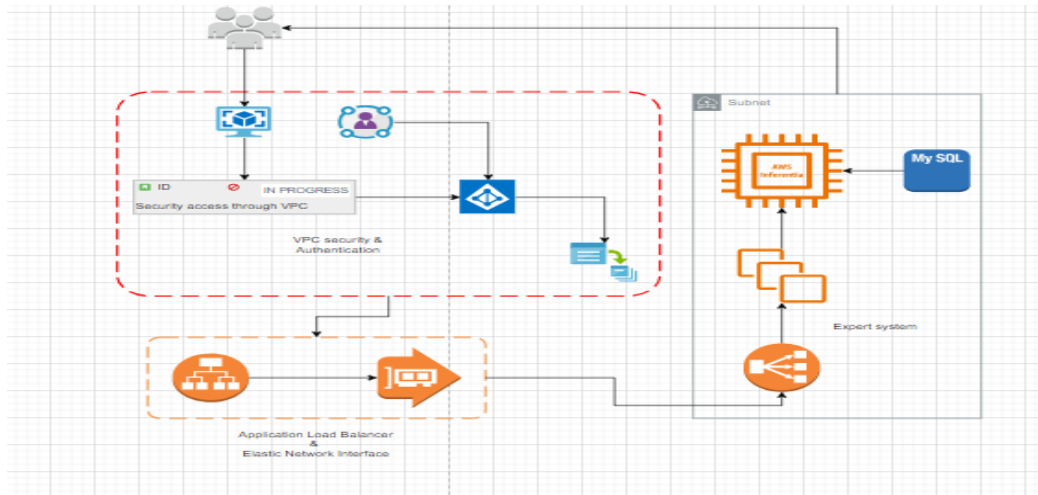 Subnet
My SQL
AWS
Inferentia
ID
IN PROGRESS
Security access through VPC
VPC security &
Authentication
Expert system
Application Load Balancer
&
Elastic Network Interface